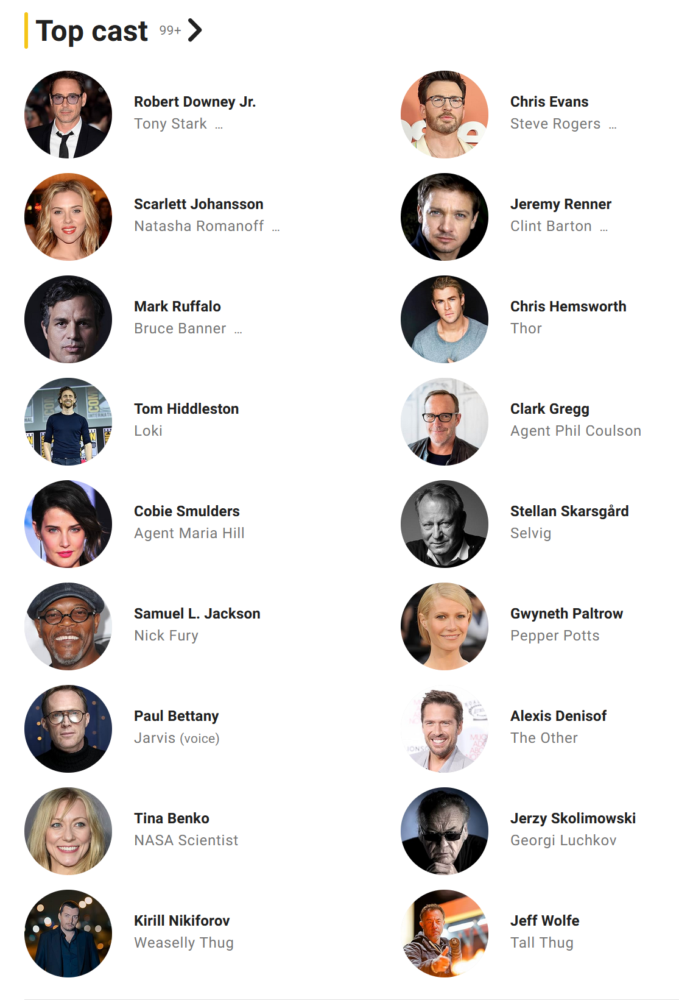 Top cast 99+
Robert Downey Jr.
Tony Stark ...
Chris Evans
Steve Rogers ...
Scarlett Johansson
Natasha Romanoff ...
Jeremy Renner
Clint Barton ...
Mark Ruffalo
Bruce Banner ...
Chris Hemsworth
Thor
Tom Hiddleston
Loki
Clark Gregg
Agent Phil Coulson
Cobie Smulders
Agent Maria Hill
Stellan Skarsgård
Selvig
Samuel L. Jackson
Nick Fury
Gwyneth Paltrow
Pepper Potts
Paul Bettany
Jarvis (voice)
Alexis Denisof
The Other
Tina Benko
NASA Scientist
Jerzy Skolimowski
Georgi Luchkov
Kirill Nikiforov
Weaselly Thug
Jeff Wolfe
Tall Thug